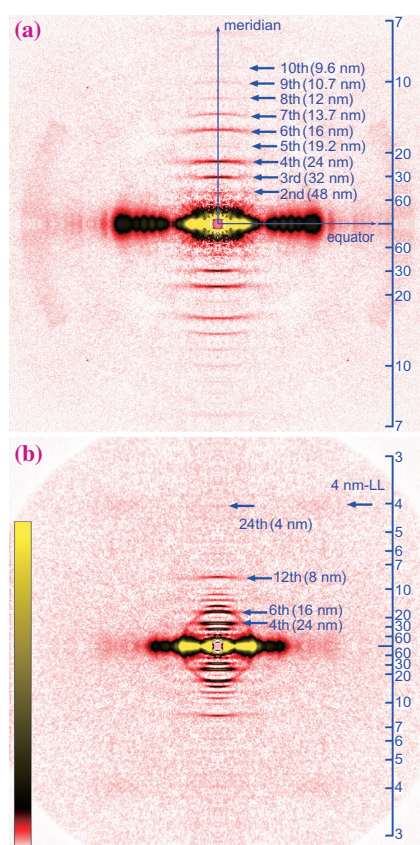 (a)
meridian
7
10th (9.6 nm)
9th (10.7 nm)
10
8th (12 nm)
7th (13.7 nm)
6th (16 nm)
20
5th (19.2 nm)
4th (24 nm)
30
3rd (32 nm)
2nd (48 nm)
60
equator
60
30
20
10
7
(b)
3
4 nm-LL
4
24th (4 nm)
5
6
7
12th (8 nm)
10
6th (16 nm)
20
4th (24 nm)
30
60
60
30
20
10
7
6
5
4
3